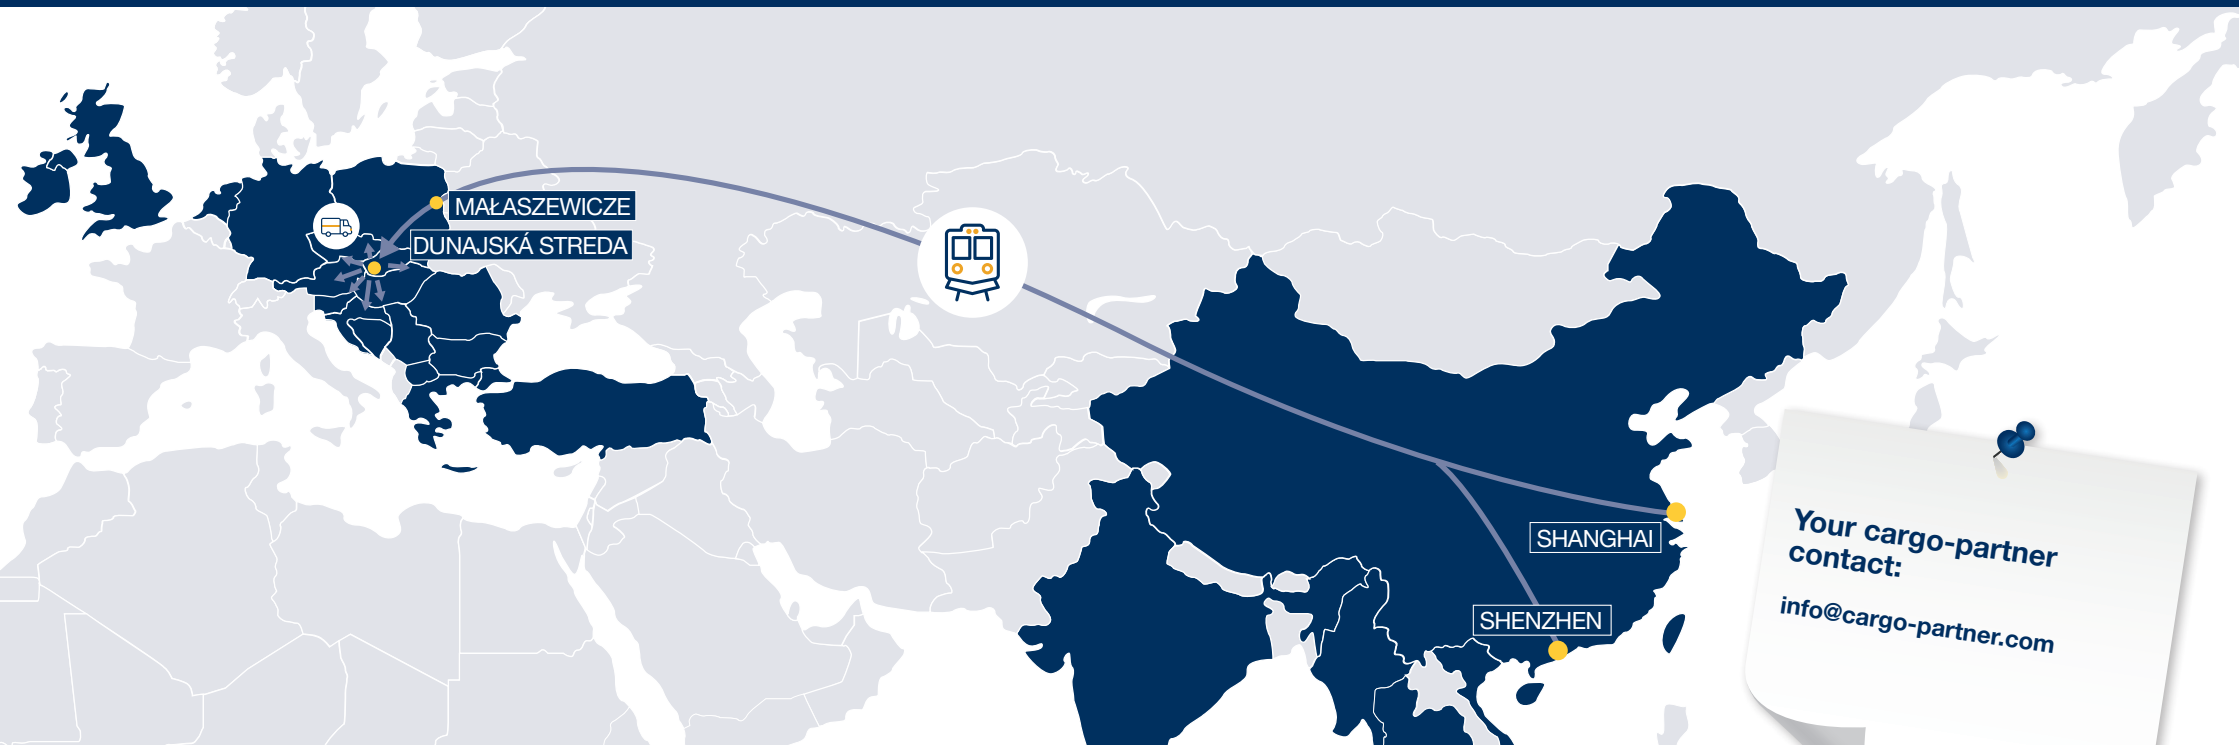 MAŁASZEWICZE
DUNAJSKÁ STREDA
SHANGHAI
SHENZHEN
Your cargo-partner
contact:
info@cargo-partner.com